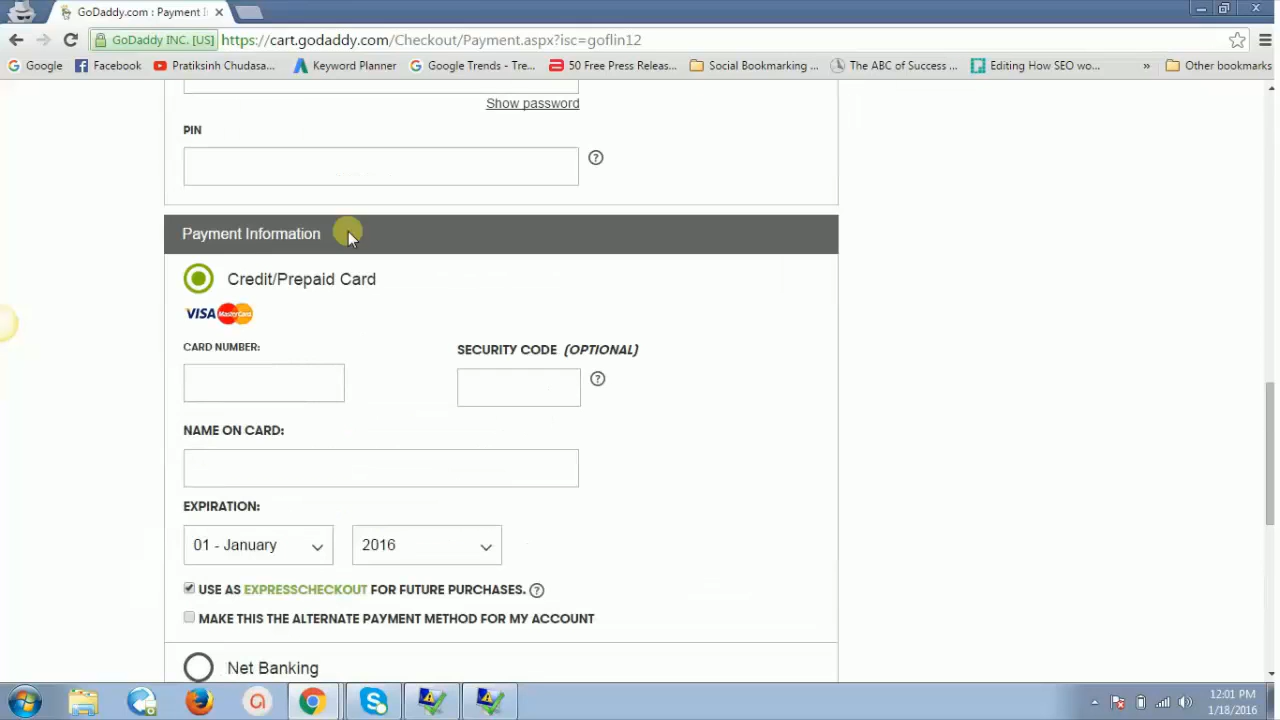 GoDaddy.com : Payment I
GoDaddy INC. [US] https://cart.godaddy.com/Checkout/Payment.aspx?isc=goflin12
Google Facebook Pratiksinh Chudasa... Keyword Planner Google Trends - Tre... 50 Free Press Releas... Social Bookmarking ... The ABC of Success ... Editing How SEO wo... » Other bookmarks
Show password
PIN
?
Payment Information
Credit/Prepaid Card
VISA MasterCard
CARD NUMBER:
SECURITY CODE (OPTIONAL)
?
NAME ON CARD:
EXPIRATION:
01 - January
2016
USE AS EXPRESSCHECKOUT FOR FUTURE PURCHASES. ?
MAKE THIS THE ALTERNATE PAYMENT METHOD FOR MY ACCOUNT
Net Banking
12:01 PM
1/18/2016